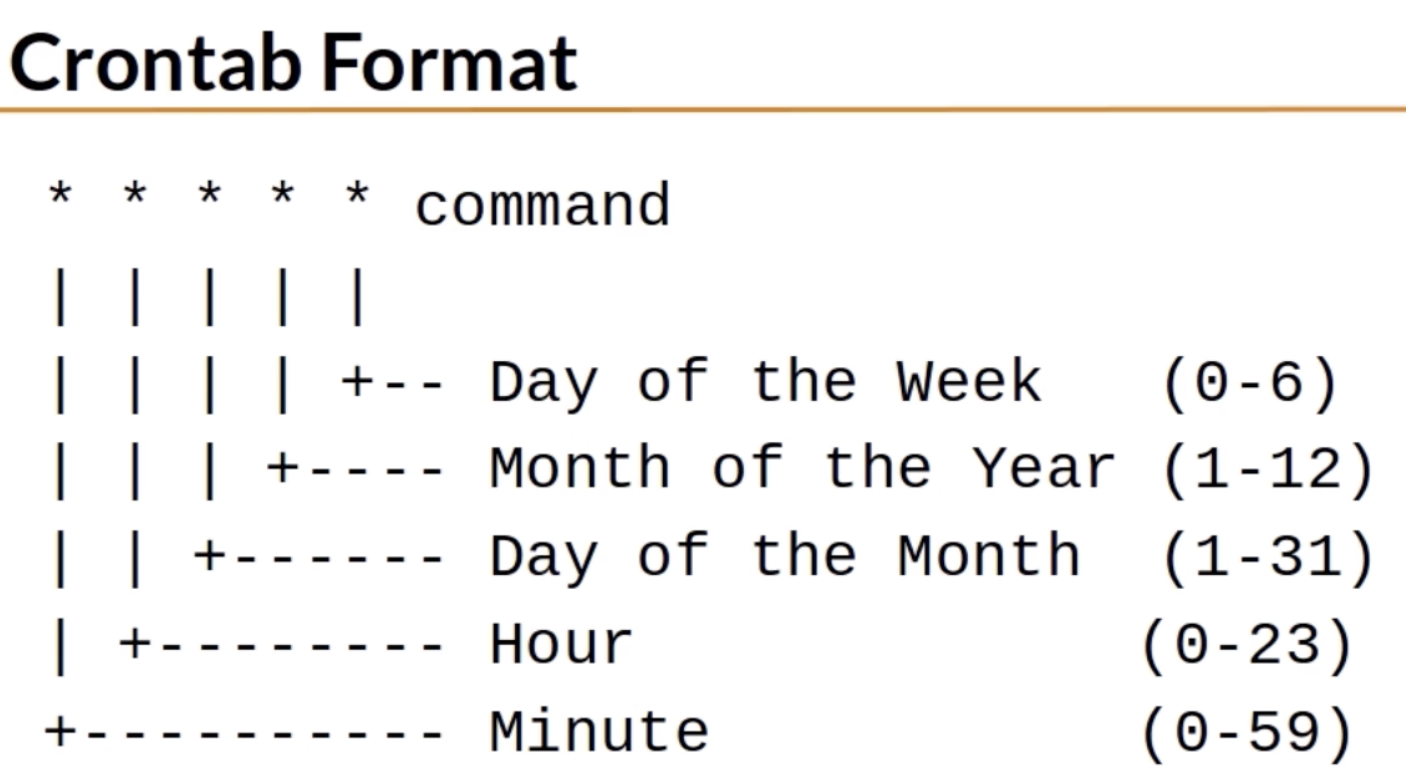 Crontab Format
* * * * * command
| | | | |
| | | | +-- Day of the Week   (0-6)
| | | +---- Month of the Year (1-12)
| | +------ Day of the Month  (1-31)
| +-------- Hour              (0-23)
+---------- Minute            (0-59)